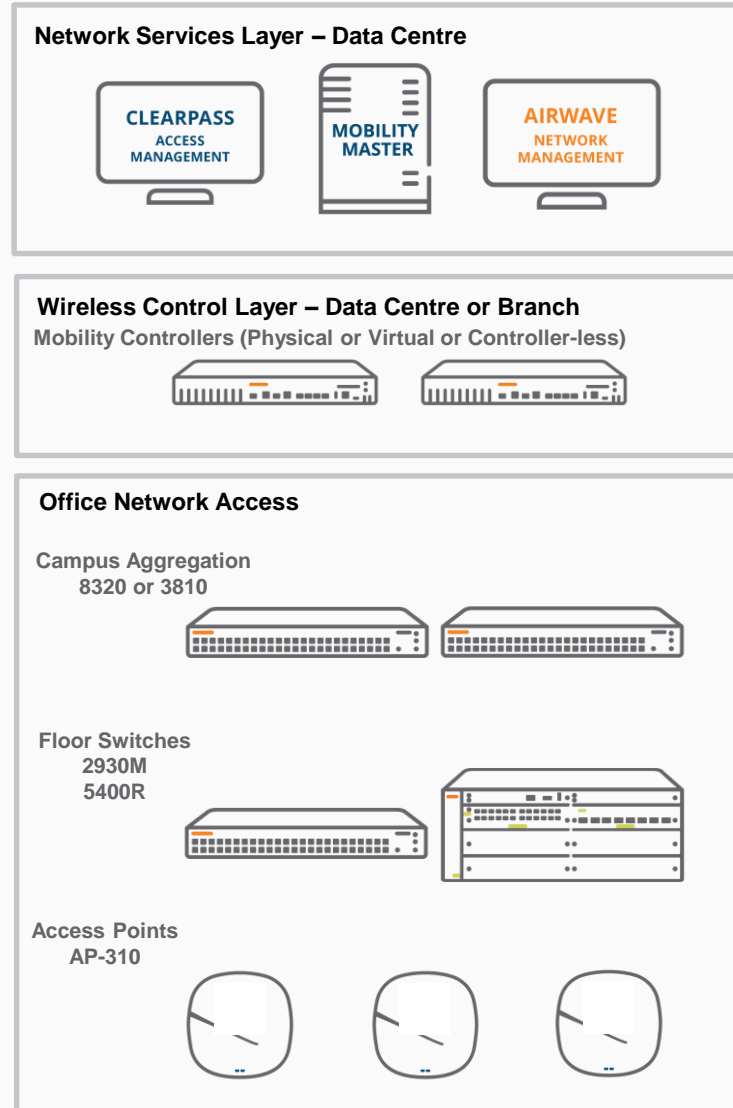 Network Services Layer – Data Centre
CLEARPASS
ACCESS
MANAGEMENT
MOBILITY
MASTER
AIRWAVE
NETWORK
MANAGEMENT
Wireless Control Layer – Data Centre or Branch
Mobility Controllers (Physical or Virtual or Controller-less)
Office Network Access
Campus Aggregation
8320 or 3810
Floor Switches
2930M
5400R
Access Points
AP-310